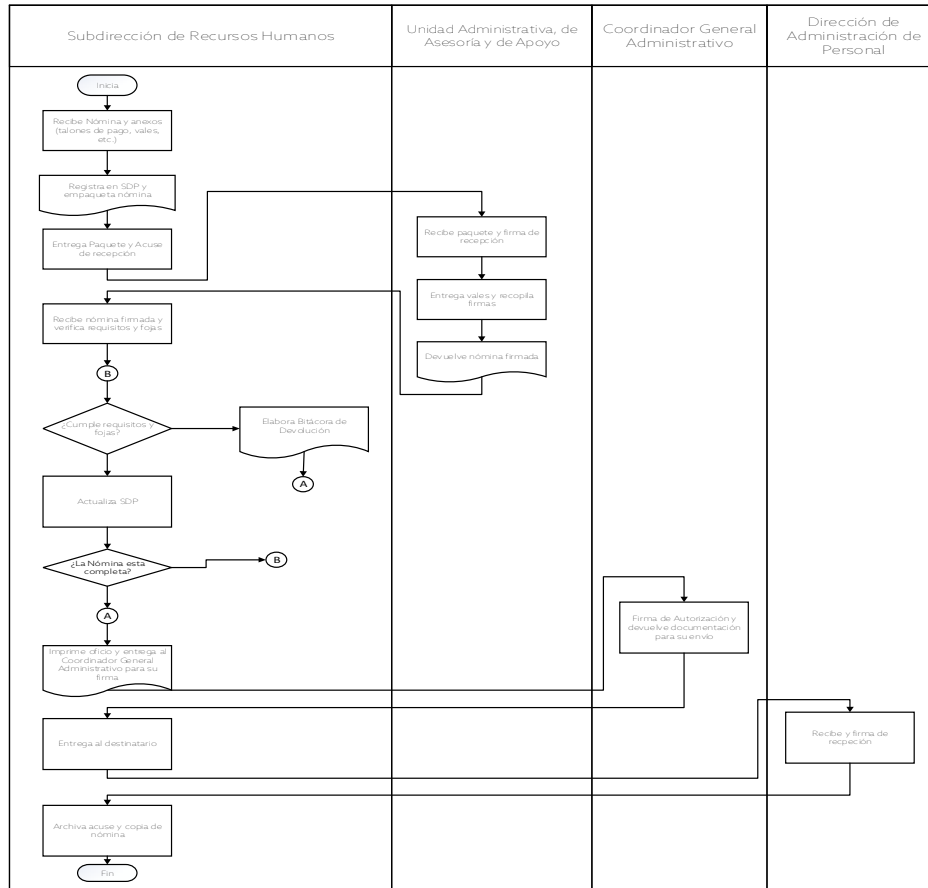 Subdirección de Recursos Humanos
Unidad Administrativa, de
Asesoría y de Apoyo
Coordinador General
Administrativo
Dirección de
Administración de
Personal
Inicia
Recibe Nómina y anexos
(talones de pago, vales,
etc.)
Registra en SDP y
empaqueta nómina
Entrega Paquete y Acuse
de recepción
Recibe paquete y firma de
recepción
Entrega vales y recopila
firmas
Devuelve nómina firmada
Recibe nómina firmada y
verifica requisitos y fojas
B
¿Cumple requisitos y
fojas?
Elabora Bitácora de
Devolución
A
Actualiza SDP
¿La Nómina esta
completa?
B
A
Imprime oficio y entrega al
Coordinador General
Administrativo para su
firma
Firma de Autorización y
devuelve documentación
para su envío
Entrega al destinatario
Recibe y firma de
recpeción
Archiva acuse y copia de
nómina
Fin